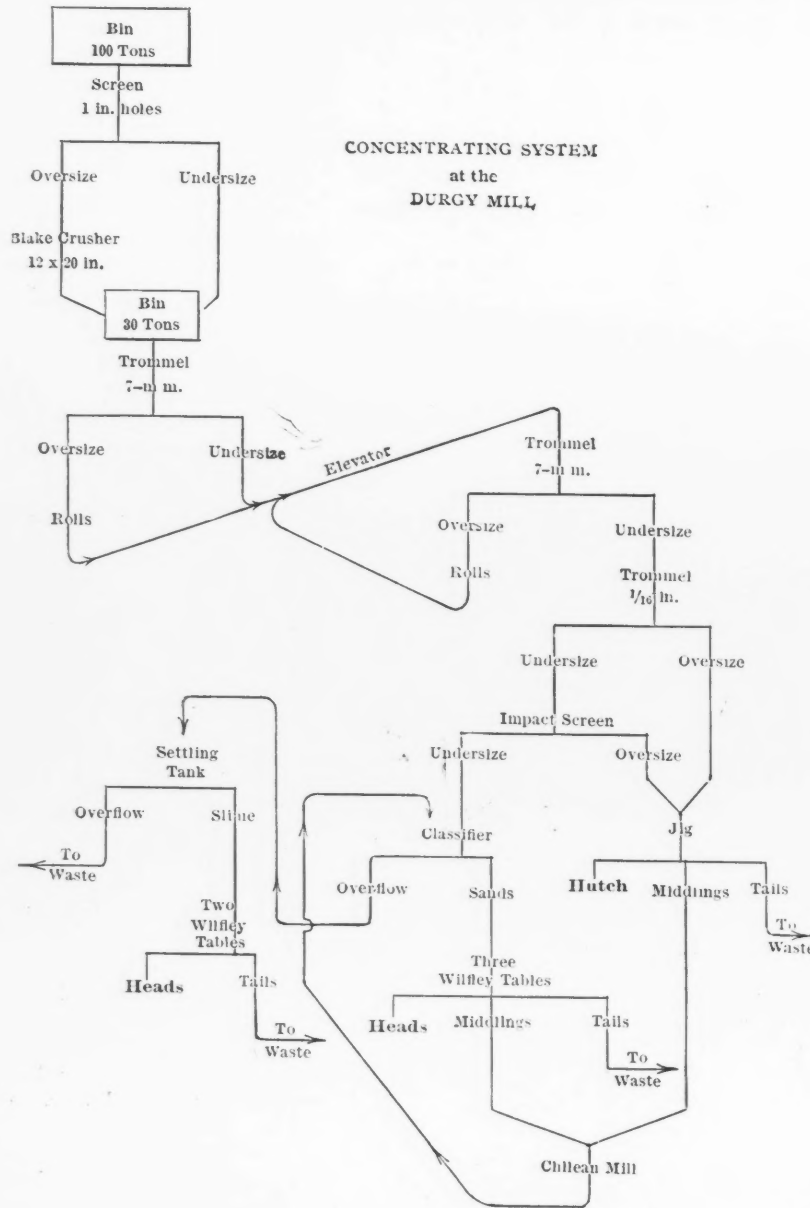 Bin
100 Tons
Screen
1 in. holes
CONCENTRATING SYSTEM
at the
DURGY MILL
Oversize
Undersize
Blake Crusher
12 x 20 in.
Bin
30 Tons
Trommel
7-m m.
Oversize
Undersize
Elevator
Trommel
7-m m.
Rolls
Oversize
Undersize
Rolls
Trommel
1/16 in.
Undersize
Oversize
Impact Screen
Settling
Tank
Undersize
Oversize
Overflow
Slime
Classifier
Jig
To
Waste
Overflow
Sands
Hutch
Middlings
Tails
To
Waste
Two
Wilfley
Tables
Three
Wilfley Tables
Heads
Tails
Heads
Middlings
Tails
To
Waste
To
Waste
Chilean Mill